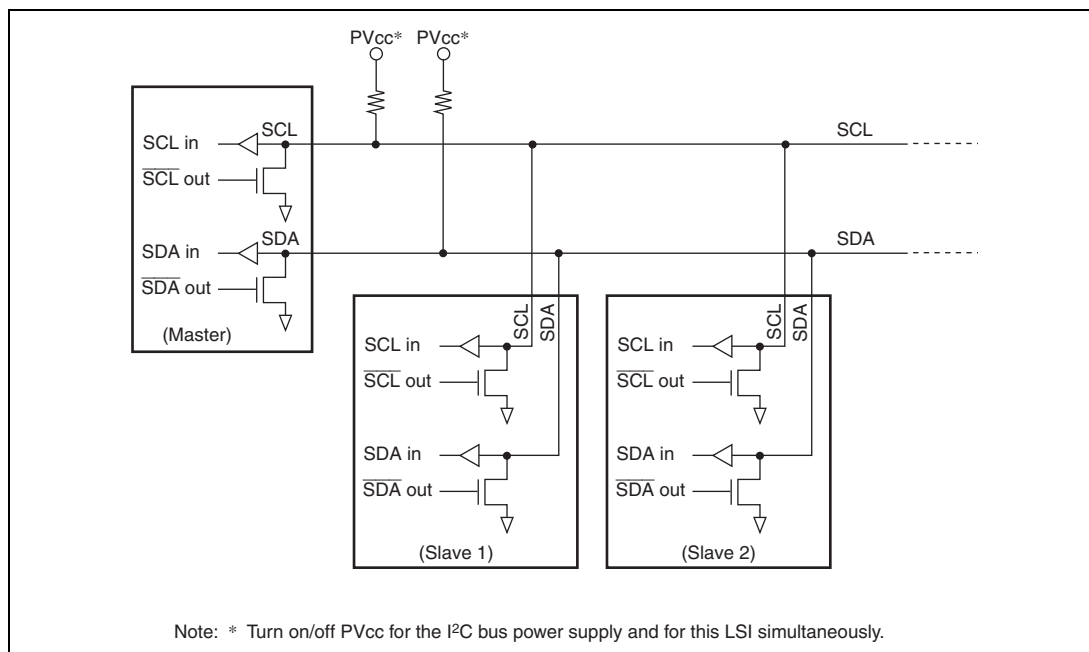 PVcc* PVcc*
SCL in
SCL
SCL
SCL out
SDA in
SDA
SDA
SDA out
(Master)
SCL
SDA
SCL
SDA
SCL in
SCL in
SCL out
SCL out
SDA in
SDA in
SDA out
SDA out
(Slave 1)
(Slave 2)
Note: * Turn on/off PVcc for the I²C bus power supply and for this LSI simultaneously.